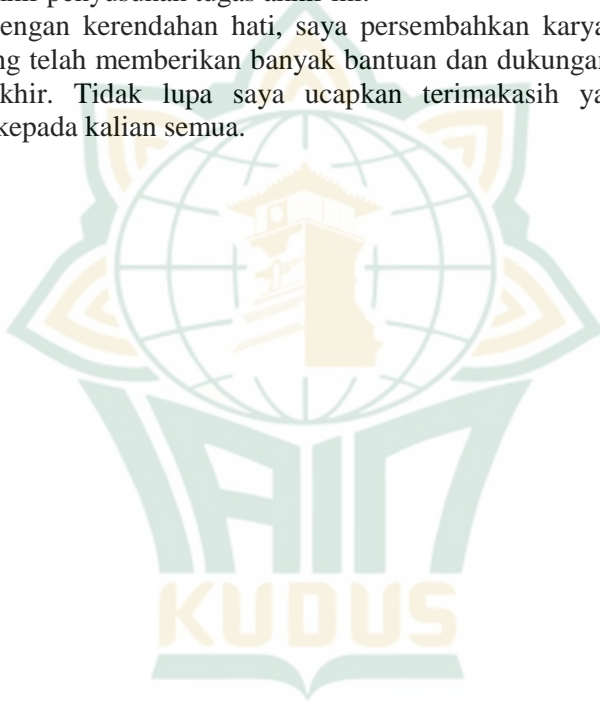 penyusunan tugas akhir ini.
engan kerendahan hati, saya persembahkan karya
ng telah memberikan banyak bantuan dan dukungan
khir. Tidak lupa saya ucapkan terimakasih ya
kepada kalian semua.
IAIN
KUDUS